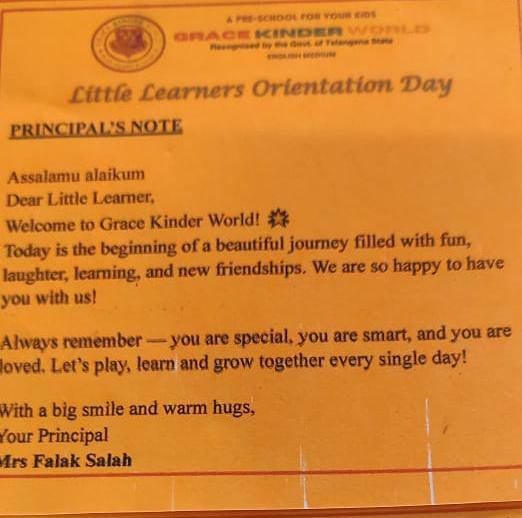 A PRE-SCHOOL FOR YOUR KIDS
GRACE KINDER WORLD
Recognised by the Govt. of Telangana State
ENGLISH MEDIUM
Little Learners Orientation Day
PRINCIPAL'S NOTE
Assalamu alaikum
Dear Little Learner,
Welcome to Grace Kinder World!
Today is the beginning of a beautiful journey filled with fun,
laughter, learning, and new friendships. We are so happy to have
you with us!
Always remember — you are special, you are smart, and you are
loved. Let's play, learn and grow together every single day!
With a big smile and warm hugs,
Your Principal
Mrs Falak Salah